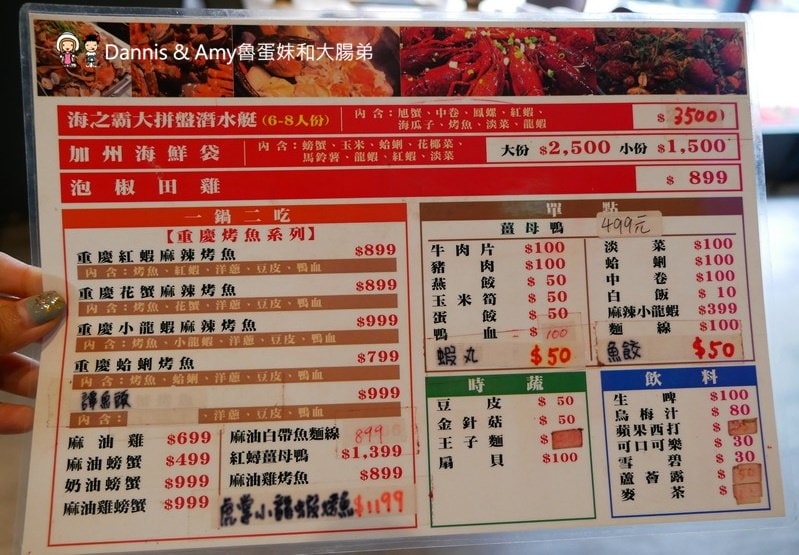 Dannis & Amy魯蛋妹和大腸弟
海之霸大拼盤潛水艇(6-8人份) 內含:旭蟹、中卷、鳳螺、紅蝦、 $3500
海瓜子、烤魚、淡菜、龍蝦
加州海鮮袋 內含:螃蟹、玉米、蛤蜊、花椰菜、 大份 $2,500 小份 $1,500
馬鈴薯、龍蝦、紅蝦、淡菜
泡椒田雞 $899
一鍋二吃
【重慶烤魚系列】
重慶紅蝦麻辣烤魚 $899
內含:烤魚、紅蝦、洋蔥、豆皮、鴨血
重慶花蟹麻辣烤魚 $899
內含:烤魚、花蟹、洋蔥、豆皮、鴨血
重慶小龍蝦麻辣烤魚 $999
內含:烤魚、小龍蝦、洋蔥、豆皮、鴨血
重慶蛤蜊烤魚 $799
內含:烤魚、蛤蜊、洋蔥、豆皮、鴨血
$999
內含: 、洋蔥、豆皮、鴨血
麻油雞 $699
麻油螃蟹 $499
奶油螃蟹 $999
麻油雞螃蟹 $999
麻油白帶魚麵線 899
紅蟳薑母鴨 $1,399
麻油雞烤魚 $899
虎掌小龍蝦烤魚 $1199
單點
薑母鴨 499元
牛肉片 $100
豬肉 $100
燕餃 $50
玉米筍 $50
蛋餃 $50
鴨血 $100
蝦丸 $50
淡菜 $100
蛤蜊 $100
中卷 $100
白飯 $10
麻辣小龍蝦 $399
麵線 $100
魚餃 $50
時蔬
豆皮 $50
金針菇 $50
王子麵
扇貝 $100
飲料
生啤 $100
烏梅汁 $80
蘋果西打
可口可樂 $30
雪碧 $30
蘆薈露
麥茶